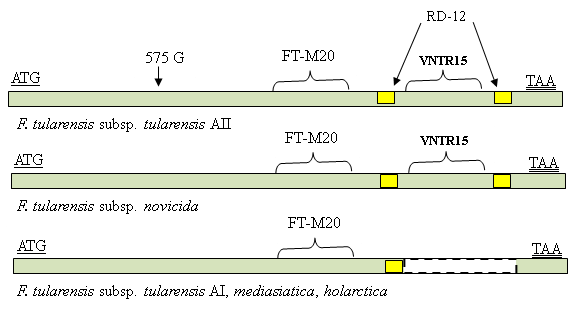 RD-12
575 G
FT-M20
VNTR15
ATG
TAA
F. tularensis subsp. tularensis AII
FT-M20
VNTR15
ATG
TAA
F. tularensis subsp. novicida
FT-M20
ATG
TAA
F. tularensis subsp. tularensis AI, mediasiatica, holarctica